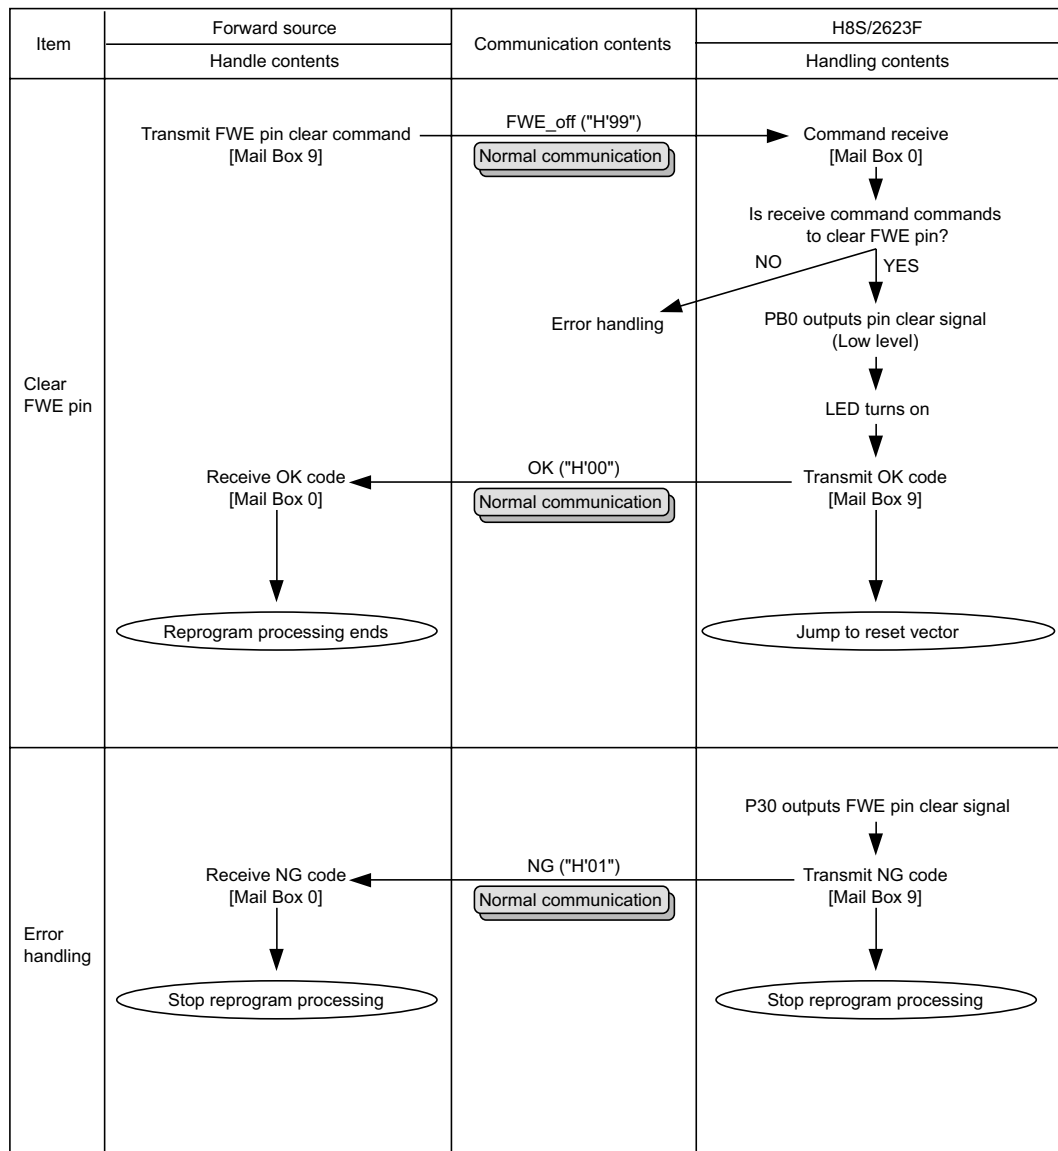 Item
Forward source
Communication contents
H8S/2623F
Handle contents
Handling contents
Clear
FWE pin
Transmit FWE pin clear command
[Mail Box 9]
FWE_off ("H'99")
Normal communication
Command receive
[Mail Box 0]
Is receive command commands
to clear FWE pin?
NO
YES
Error handling
PB0 outputs pin clear signal
(Low level)
LED turns on
Receive OK code
[Mail Box 0]
OK ("H'00")
Normal communication
Transmit OK code
[Mail Box 9]
Reprogram processing ends
Jump to reset vector
Error
handling
P30 outputs FWE pin clear signal
Receive NG code
[Mail Box 0]
NG ("H'01")
Normal communication
Transmit NG code
[Mail Box 9]
Stop reprogram processing
Stop reprogram processing